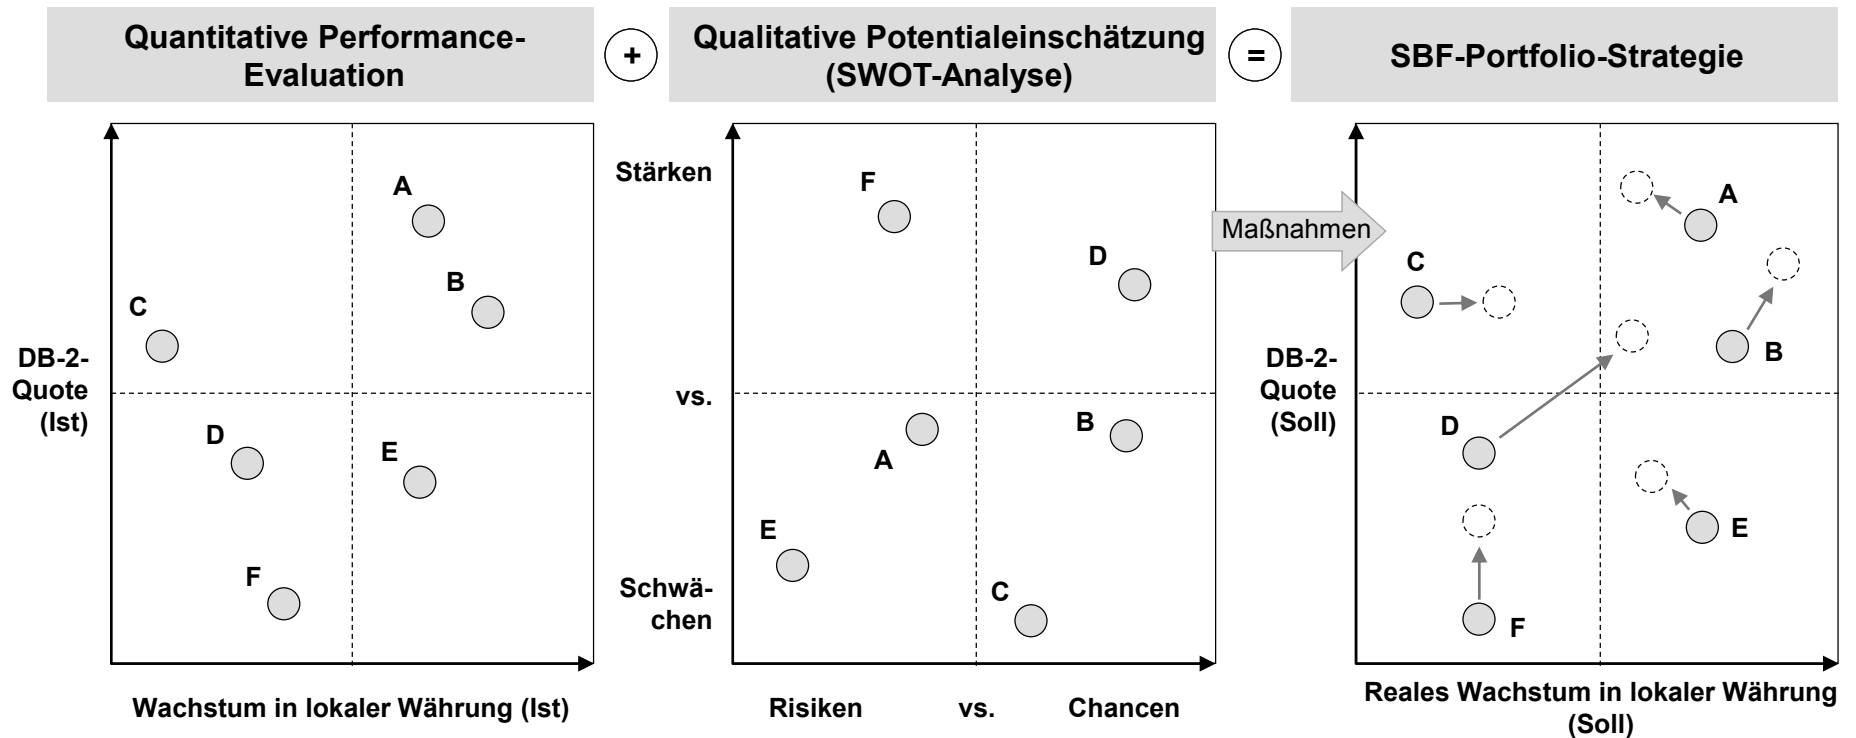 Quantitative Performance-
Evaluation
+
Qualitative Potentialeinschätzung
(SWOT-Analyse)
=
SBF-Portfolio-Strategie
A
B
C
D
E
F
DB-2-
Quote
(Ist)
Wachstum in lokaler Währung (Ist)
Stärken
vs.
Schwä-
chen
F
D
A
B
E
C
Risiken vs. Chancen
Maßnahmen
A
C
B
D
E
F
DB-2-
Quote
(Soll)
Reales Wachstum in lokaler Währung
(Soll)